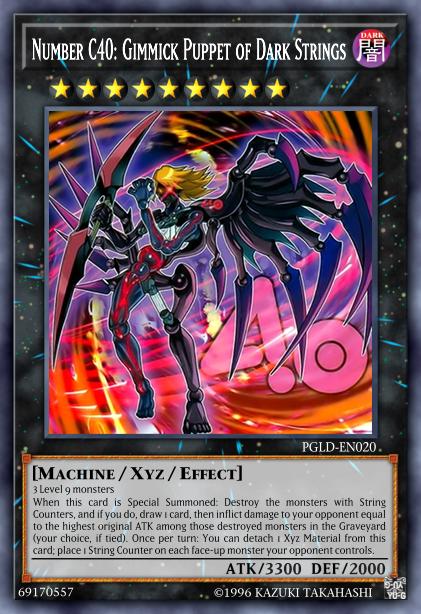 NUMBER C40: GIMMICK PUPPET OF DARK STRINGS
DARK
闇
40
PGLD-EN020
[MACHINE / XYZ / EFFECT]
3 Level 9 monsters
When this card is Special Summoned: Destroy the monsters with String
Counters, and if you do, draw 1 card, then inflict damage to your opponent equal
to the highest original ATK among those destroyed monsters in the Graveyard
(your choice, if tied). Once per turn: You can detach 1 Xyz Material from this
card; place 1 String Counter on each face-up monster your opponent controls.
ATK/3300 DEF/2000
69170557
©1996 KAZUKI TAKAHASHI